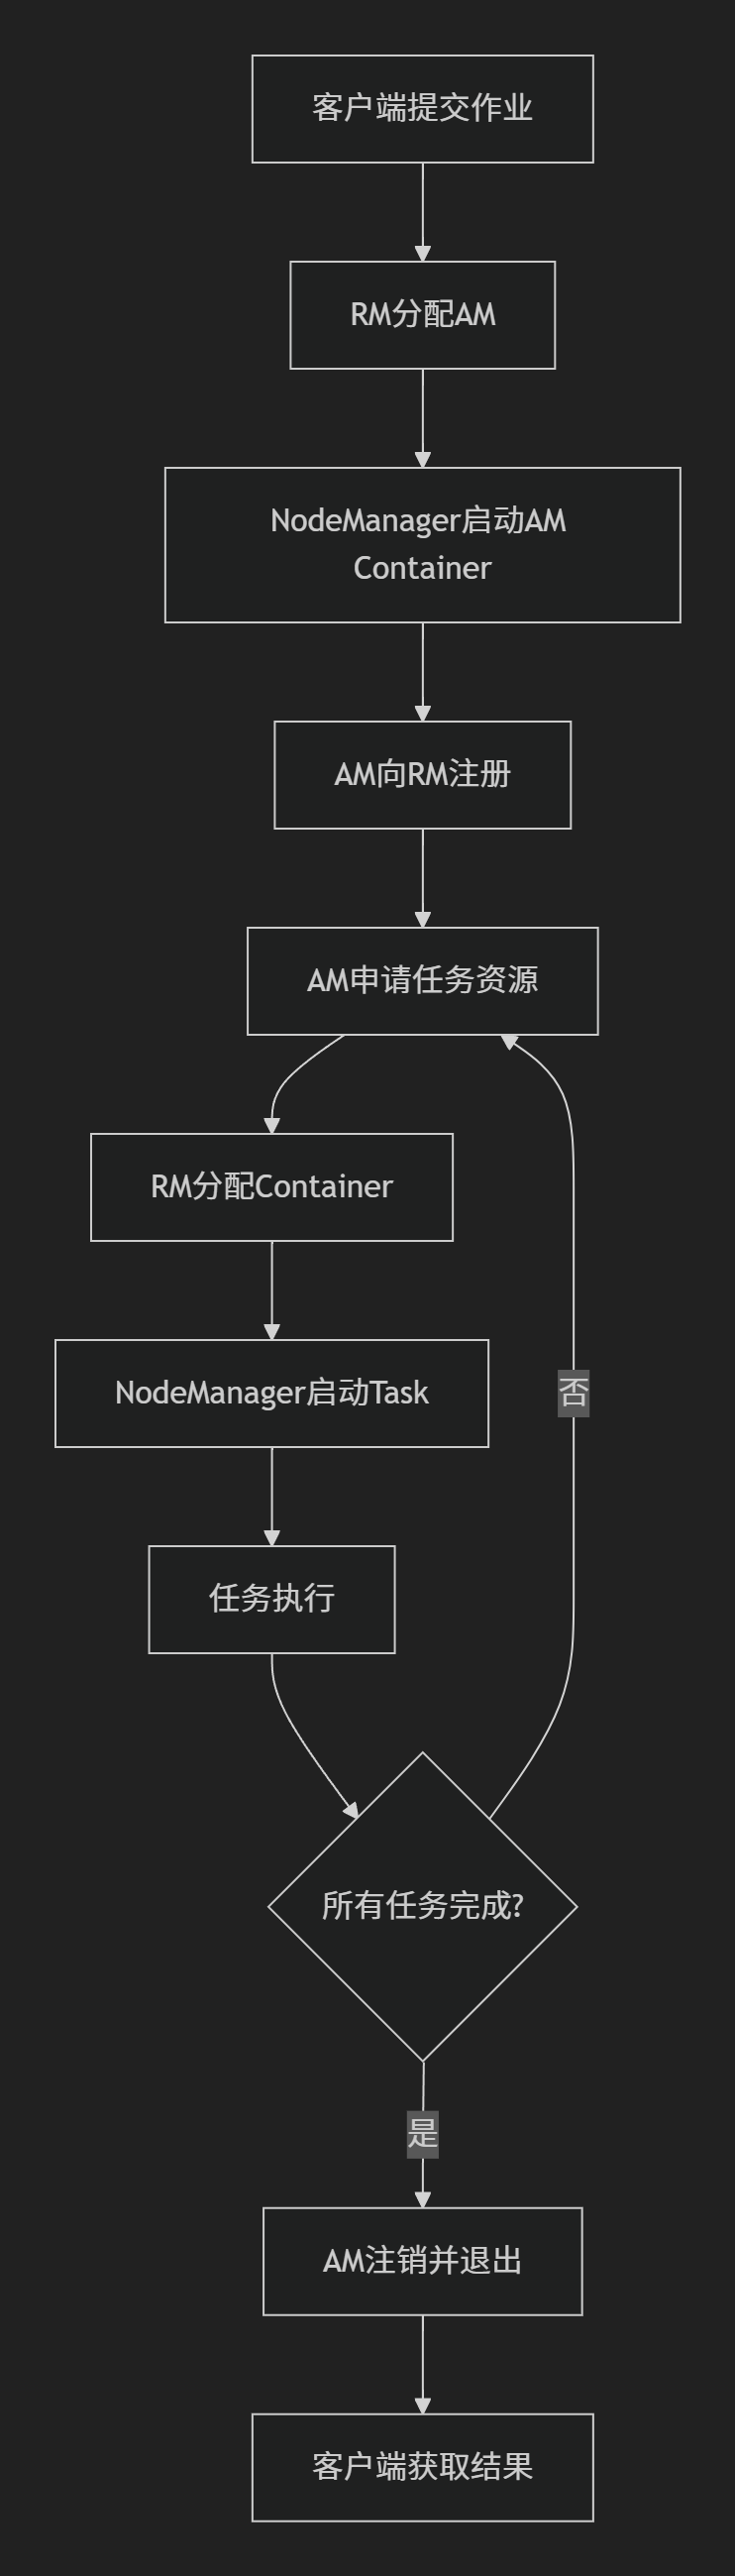 客户端提交作业
RM分配AM
NodeManager启动AM
Container
AM向RM注册
AM申请任务资源
RM分配Container
NodeManager启动Task
否
任务执行
所有任务完成?
是
AM注销并退出
客户端获取结果